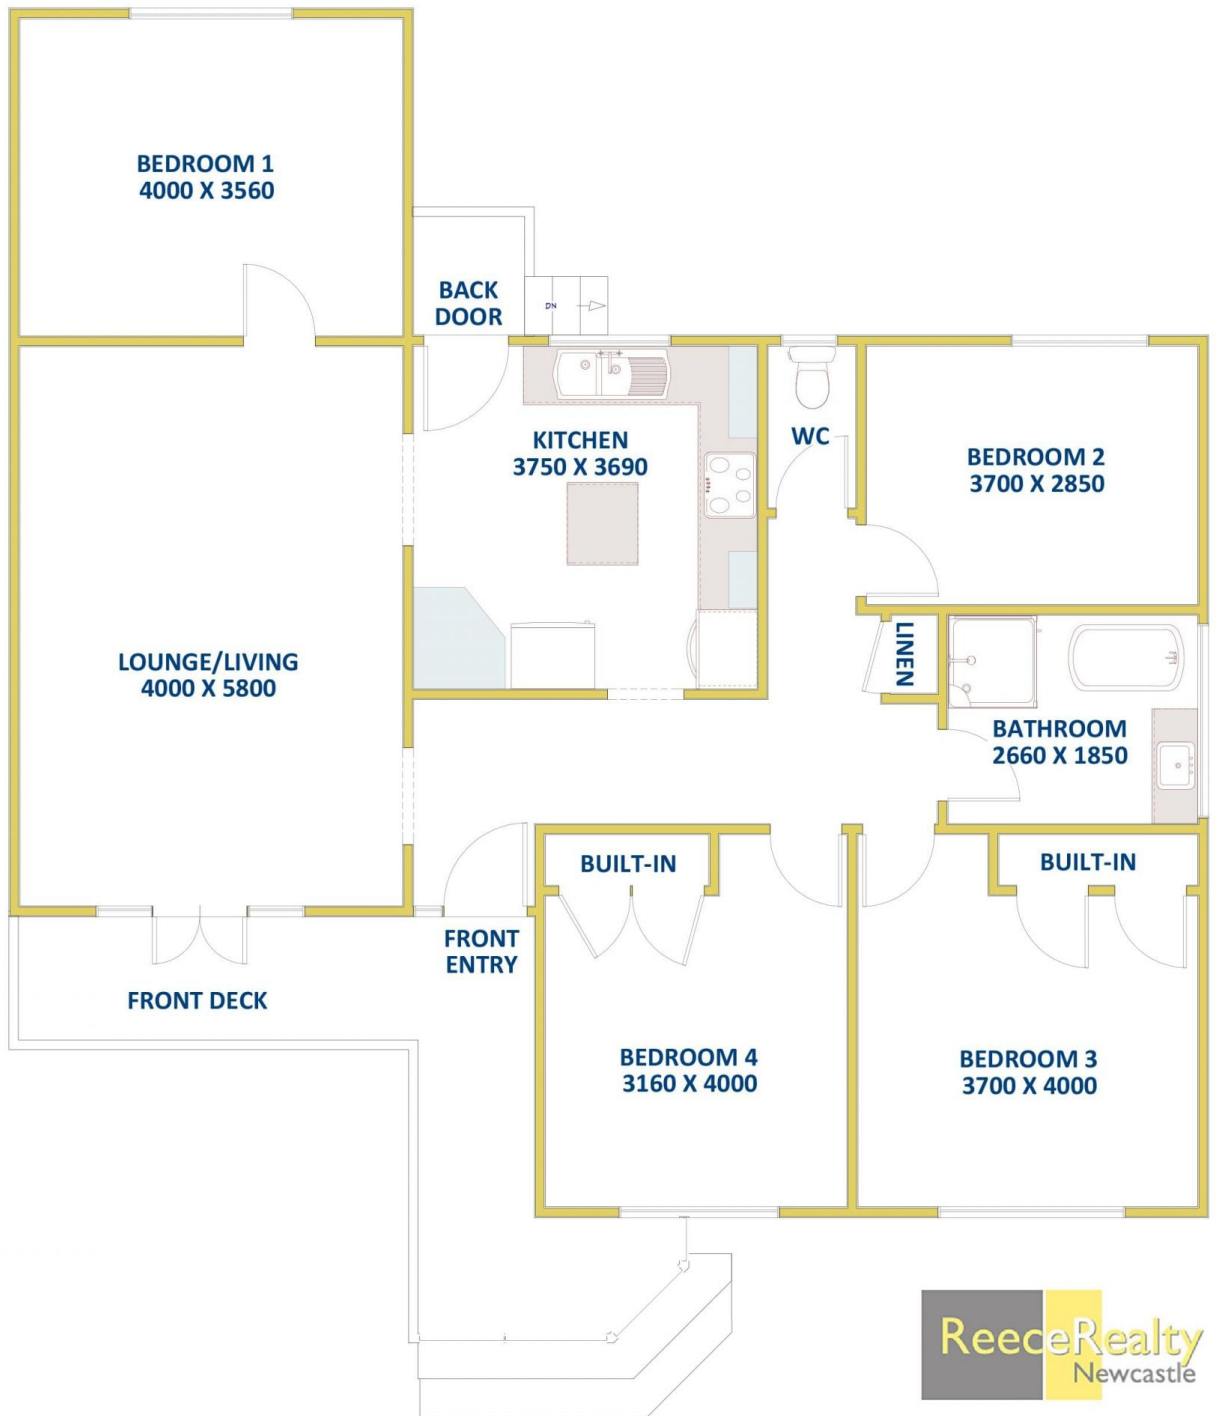 BEDROOM 1
4000 X 3560
BACK
DOOR
DN
KITCHEN
3750 X 3690
WC
BEDROOM 2
3700 X 2850
LOUNGE/LIVING
4000 X 5800
LINEN
BATHROOM
2660 X 1850
BUILT-IN
BUILT-IN
FRONT
ENTRY
FRONT DECK
BEDROOM 4
3160 X 4000
BEDROOM 3
3700 X 4000
ReeceRealty
Newcastle